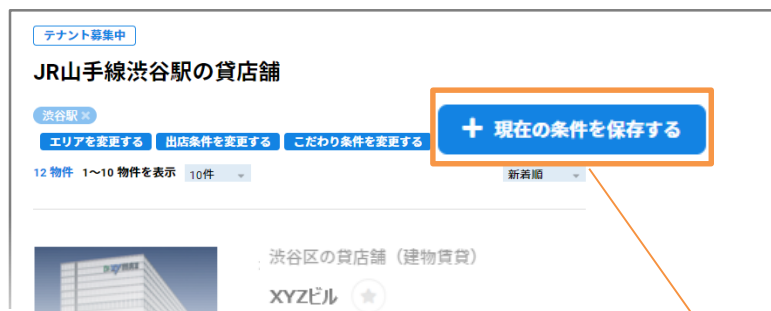 テナント募集中
JR山手線渋谷駅の貸店舗
渋谷駅 ×
エリアを変更する 出店条件を変更する こだわり条件を変更する
+ 現在の条件を保存する
12 物件 1～10 物件を表示 10件 新着順
渋谷区の貸店舗（建物賃貸）
XYZビル